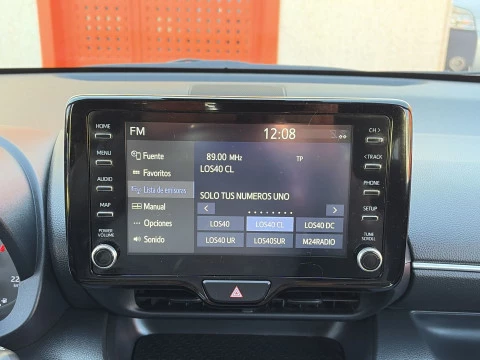 FM 12:08
HOME
MENU
AUDIO
MAP
POWER
VOLUME
Fuente
Favoritos
Lista de emisoras
Manual
Opciones
Sonido
89.00 MHz TP
LOS40 CL
SOLO TUS NUMEROS UNO
LOS40 LOS40 CL LOS40 DC
LOS40 UR LOS40SUR M24RADIO
CH >
< TRACK
PHONE
SETUP
TUNE
SCROLL
22